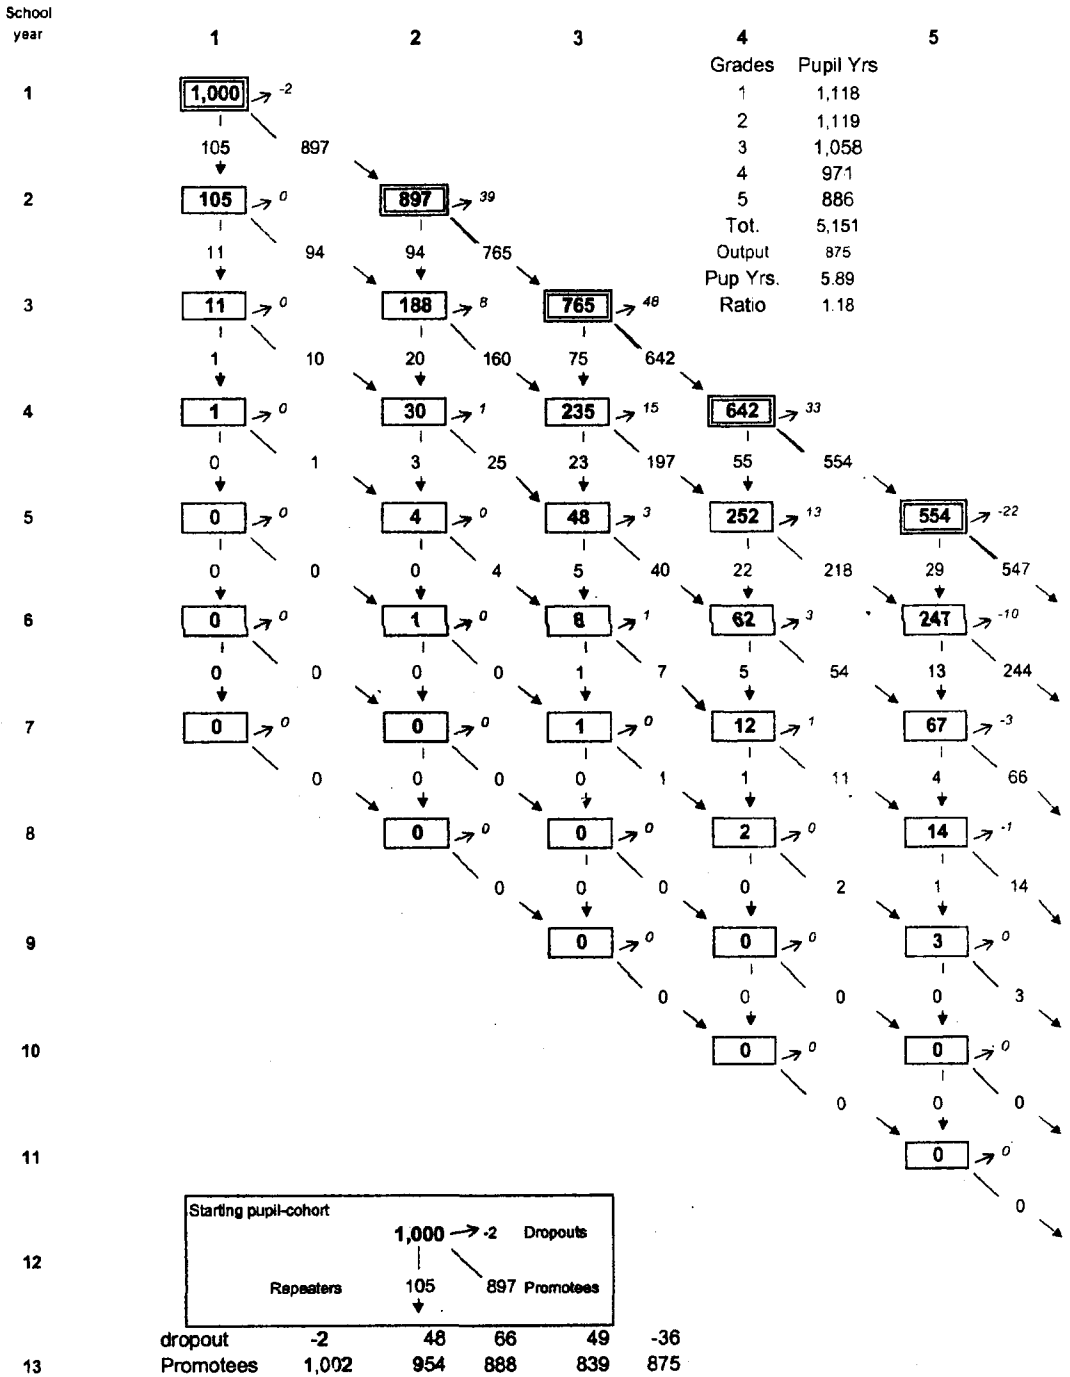 School
year 1 2 3 4 5
Grades Pupil Yrs
1 1,000 -2 1 1,118
2 1,119
105 897 3 1,058
4 971
2 105 0 897 39 5 886
Tot. 5,151
11 94 94 765 Output 875
Pup Yrs. 5.89
3 11 0 188 8 765 48 Ratio 1.18
1 10 20 160 75 642
4 1 0 30 1 235 15 642 33
0 1 3 25 23 197 55 554
5 0 0 4 0 48 3 252 13 554 -22
0 0 0 4 5 40 22 218 29 547
6 0 0 1 0 8 1 62 3 247 -10
0 0 0 0 1 7 5 54 13 244
7 0 0 0 0 1 0 12 1 67 -3
0 0 0 0 1 1 11 4 66
8 0 0 0 0 2 0 14 -1
0 0 0 0 2 1 14
9 0 0 0 0 3 0
0 0 0 0 3
10 0 0 0 0
0 0 0
11 0 0
0
Starting pupil-cohort
1,000 -2 Dropouts
12
Repeaters 105 897 Promotees
dropout -2 48 66 49 -36
13 Promotees 1,002 954 888 839 875